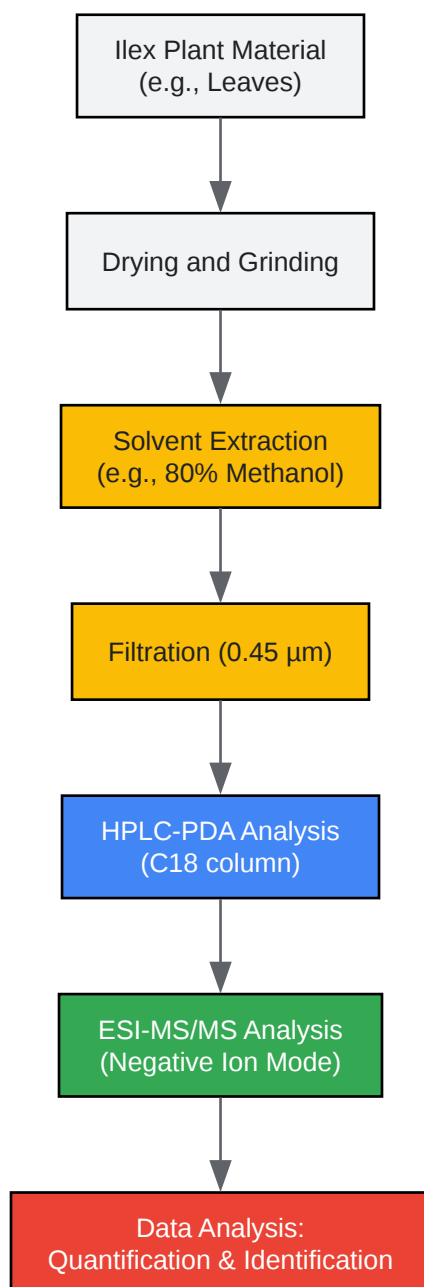 Ilex Plant Material
(e.g., Leaves)
Drying and Grinding
Solvent Extraction
(e.g., 80% Methanol)
Filtration (0.45 µm)
HPLC-PDA Analysis
(C18 column)
ESI-MS/MS Analysis
(Negative Ion Mode)
Data Analysis:
Quantification & Identification